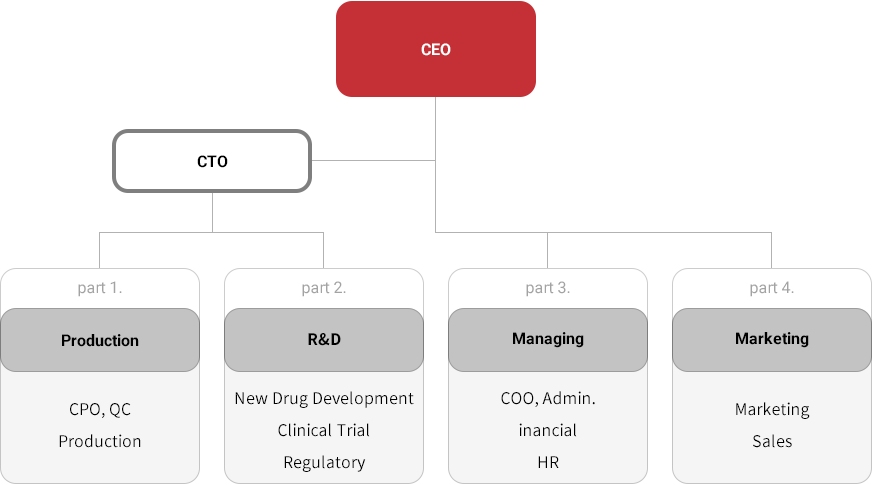 CEO
CTO
part 1.
Production
CPO, QC
Production
part 2.
R&D
New Drug Development
Clinical Trial
Regulatory
part 3.
Managing
COO, Admin.
inancial
HR
part 4.
Marketing
Marketing
Sales